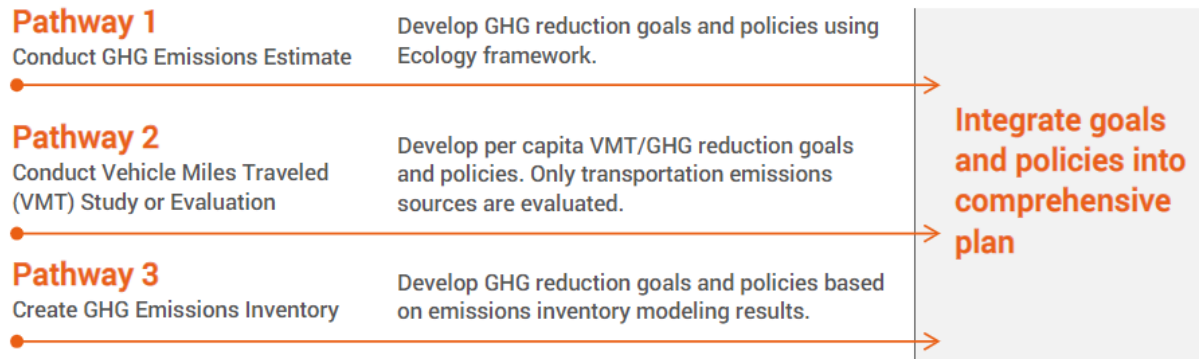 Pathway 1
Conduct GHG Emissions Estimate
Develop GHG reduction goals and policies using
Ecology framework.
Pathway 2
Conduct Vehicle Miles Traveled
(VMT) Study or Evaluation
Develop per capita VMT/GHG reduction goals
and policies. Only transportation emissions
sources are evaluated.
Pathway 3
Create GHG Emissions Inventory
Develop GHG reduction goals and policies based
on emissions inventory modeling results.
Integrate goals
and policies into
comprehensive
plan